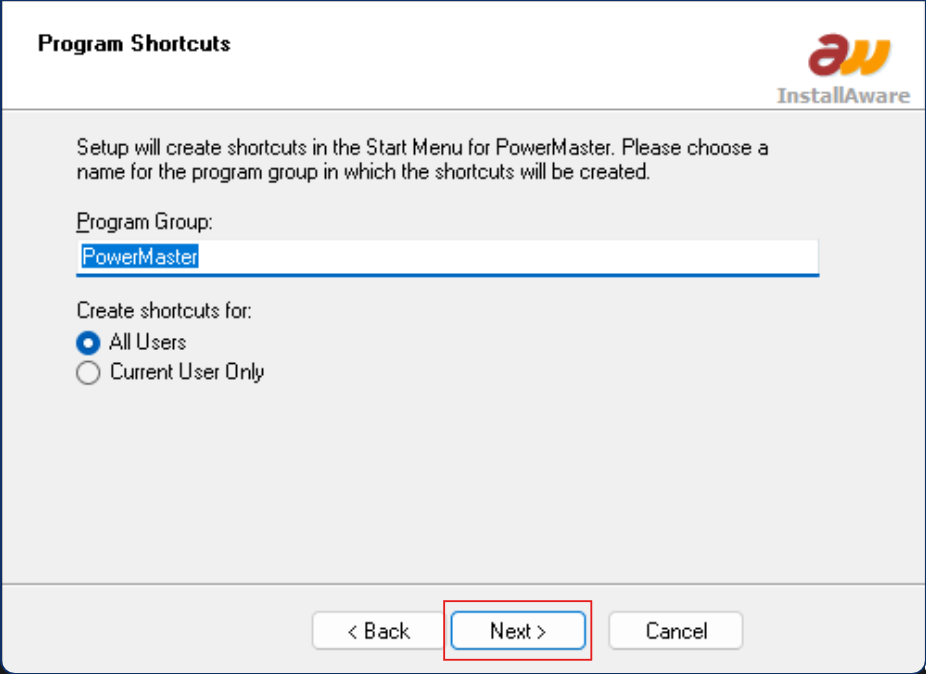 Program Shortcuts
aw
InstallAware
Setup will create shortcuts in the Start Menu for PowerMaster. Please choose a
name for the program group in which the shortcuts will be created.
Program Group:
PowerMaster
Create shortcuts for:
All Users
Current User Only
< Back
Next >
Cancel